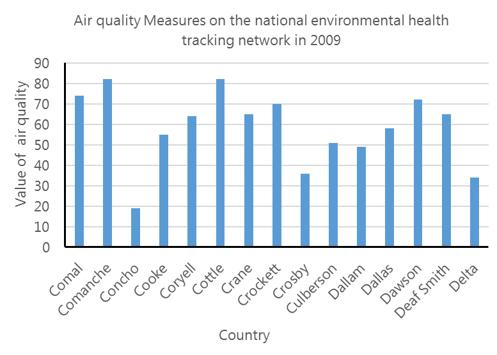 Air quality Measures on the national environmental health
tracking network in 2009
90
80
70
60
50
40
30
20
10
0
Value of air quality
Comal
Comanche
Concho
Cooke
Coryell
Cottle
Crane
Crockett
Crosby
Culberson
Dallam
Dallas
Dawson
Deaf Smith
Delta
Country